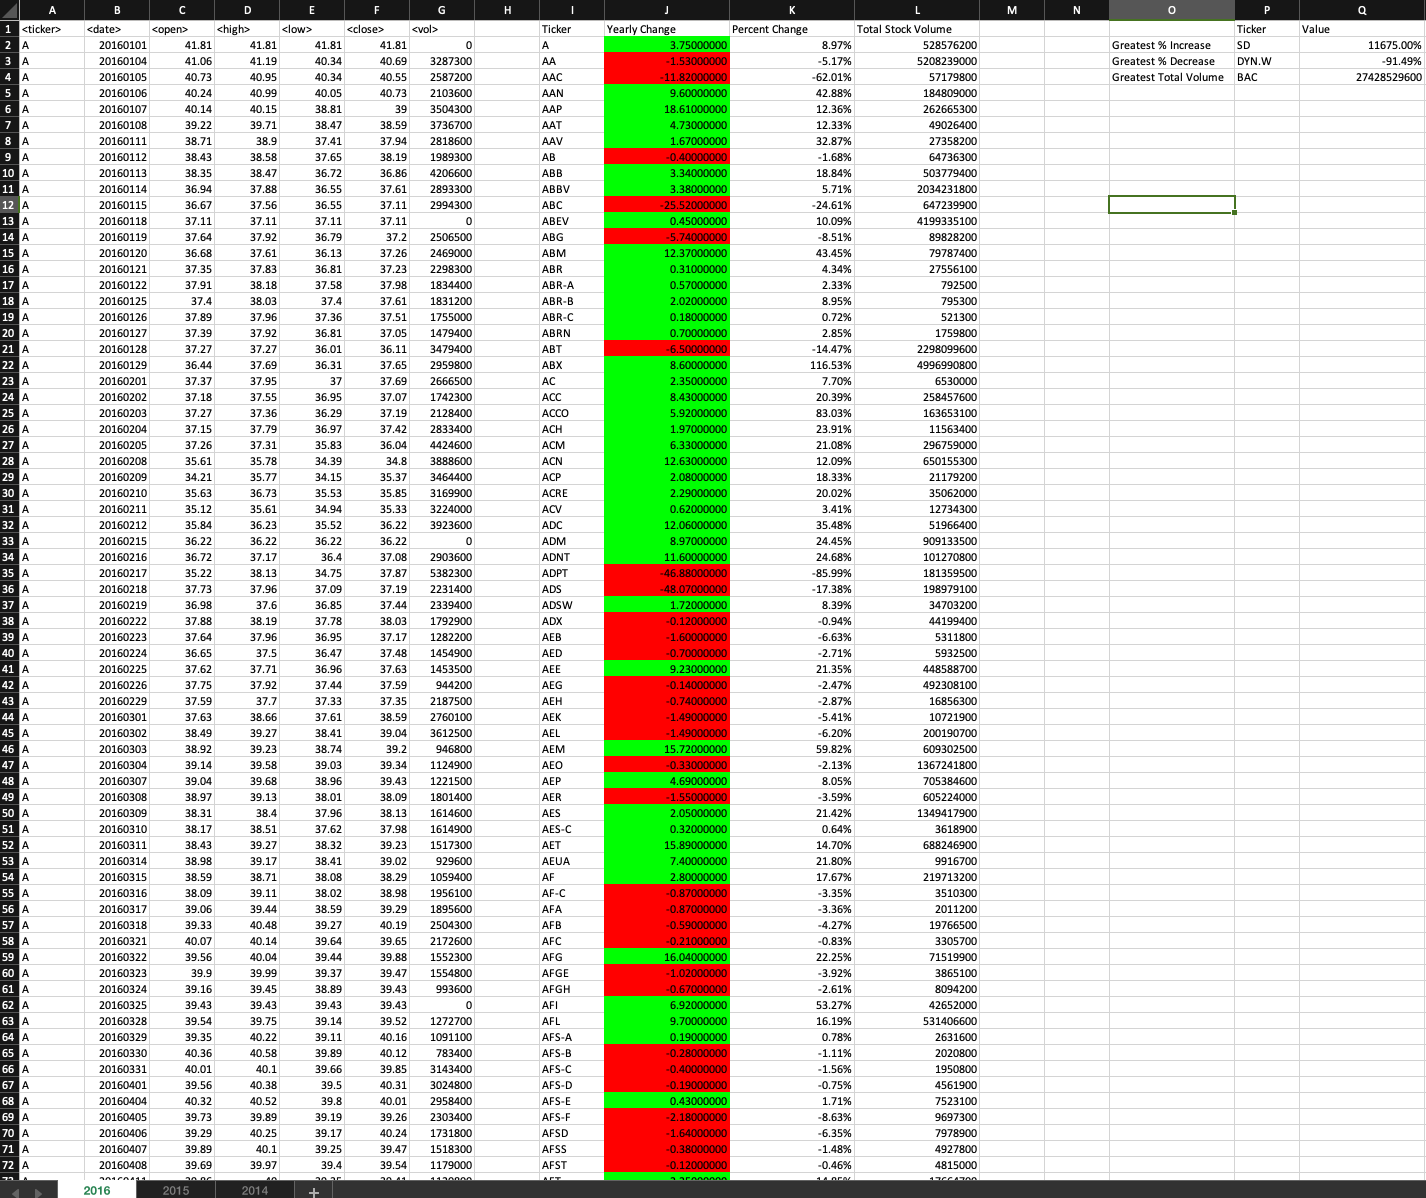 A B C D E F G H I J K L M N O P Q
1 <ticker> <date> <open> <high> <low> <close> <vol> Ticker Yearly Change Percent Change Total Stock Volume Ticker Value
2 A 20160101 41.81 41.81 41.81 41.81 0 A 3.75000000 8.97% 528576200 Greatest % Increase SD 11675.00%
3 A 20160104 41.06 41.19 40.34 40.69 3287300 AA -1.53000000 -5.17% 5208239000 Greatest % Decrease DYN.W -91.49%
4 A 20160105 40.73 40.95 40.34 40.55 2587200 AAC -11.82000000 -62.01% 57179800 Greatest Total Volume BAC 27428529600
5 A 20160106 40.24 40.99 40.05 40.73 2103600 AAN 9.60000000 42.88% 184809000
6 A 20160107 40.14 40.15 38.81 39 3504300 AAP 18.61000000 12.36% 262665300
7 A 20160108 39.22 39.71 38.47 38.59 3736700 AAT 4.73000000 12.33% 49026400
8 A 20160111 38.71 38.9 37.41 37.94 2818600 AAV 1.67000000 32.87% 27358200
9 A 20160112 38.43 38.58 37.65 38.19 1989300 AB -0.40000000 -1.68% 64736300
10 A 20160113 38.35 38.47 36.72 36.86 4206600 ABB 3.34000000 18.84% 503779400
11 A 20160114 36.94 37.88 36.55 37.61 2893300 ABBV 3.38000000 5.71% 2034231800
12 A 20160115 36.67 37.56 36.55 37.11 2994300 ABC -25.52000000 -24.61% 647239900
13 A 20160118 37.11 37.11 37.11 37.11 0 ABEV 0.45000000 10.09% 4199335100
14 A 20160119 37.64 37.92 36.79 37.2 2506500 ABG -5.74000000 -8.51% 89828200
15 A 20160120 36.68 37.61 36.13 37.26 2469000 ABM 12.37000000 43.45% 79787400
16 A 20160121 37.35 37.83 36.81 37.23 2298300 ABR 0.31000000 4.34% 27556100
17 A 20160122 37.91 38.18 37.58 37.98 1834400 ABR-A 0.57000000 2.33% 792500
18 A 20160125 37.4 38.03 37.4 37.61 1831200 ABR-B 2.02000000 8.95% 795300
19 A 20160126 37.89 37.96 37.36 37.51 1755000 ABR-C 0.18000000 0.72% 521300
20 A 20160127 37.39 37.92 36.81 37.05 1479400 ABRN 0.70000000 2.85% 1759800
21 A 20160128 37.27 37.27 36.01 36.11 3479400 ABT -6.50000000 -14.47% 2298099600
22 A 20160129 36.44 37.69 36.31 37.65 2959800 ABX 8.60000000 116.53% 4996990800
23 A 20160201 37.37 37.95 37 37.69 2666500 AC 2.35000000 7.70% 6530000
24 A 20160202 37.18 37.55 36.95 37.07 1742300 ACC 8.43000000 20.39% 258457600
25 A 20160203 37.27 37.36 36.29 37.19 2128400 ACCO 5.92000000 83.03% 163653100
26 A 20160204 37.15 37.79 36.97 37.42 2833400 ACH 1.97000000 23.91% 11563400
27 A 20160205 37.26 37.31 35.83 36.04 4424600 ACM 6.33000000 21.08% 296759000
28 A 20160208 35.61 35.78 34.39 34.8 3888600 ACN 12.63000000 12.09% 650155300
29 A 20160209 34.21 35.77 34.15 35.37 3464400 ACP 2.08000000 18.33% 21179200
30 A 20160210 35.63 36.73 35.53 35.85 3169900 ACRE 2.29000000 20.02% 35062000
31 A 20160211 35.12 35.61 34.94 35.33 3224000 ACV 0.62000000 3.41% 12734300
32 A 20160212 35.84 36.23 35.52 36.22 3923600 ADC 12.06000000 35.48% 51966400
33 A 20160215 36.22 36.22 36.22 36.22 0 ADM 8.97000000 24.45% 909133500
34 A 20160216 36.72 37.17 36.4 37.08 2903600 ADNT 11.60000000 24.68% 101270800
35 A 20160217 35.22 38.13 34.75 37.87 5382300 ADPT -46.88000000 -85.99% 181359500
36 A 20160218 37.73 37.96 37.09 37.19 2231400 ADS -48.07000000 -17.38% 198979100
37 A 20160219 36.98 37.6 36.85 37.44 2339400 ADSW 1.72000000 8.39% 34703200
38 A 20160222 37.88 38.19 37.78 38.03 1792900 ADX -0.12000000 -0.94% 44199400
39 A 20160223 37.64 37.96 36.95 37.17 1282200 AEB -1.60000000 -6.63% 5311800
40 A 20160224 36.65 37.5 36.47 37.48 1454900 AED -0.70000000 -2.71% 5932500
41 A 20160225 37.62 37.71 36.96 37.63 1453500 AEE 9.23000000 21.35% 448588700
42 A 20160226 37.75 37.92 37.44 37.59 944200 AEG -0.14000000 -2.47% 492308100
43 A 20160229 37.59 37.7 37.33 37.35 2187500 AEH -0.74000000 -2.87% 16856300
44 A 20160301 37.63 38.66 37.61 38.59 2760100 AEK -1.49000000 -5.41% 10721900
45 A 20160302 38.49 39.27 38.41 39.04 3612500 AEL -1.49000000 -6.20% 200190700
46 A 20160303 38.92 39.23 38.74 39.2 946800 AEM 15.72000000 59.82% 609302500
47 A 20160304 39.14 39.58 39.03 39.34 1124900 AEO -0.33000000 -2.13% 1367241800
48 A 20160307 39.04 39.68 38.96 39.43 1221500 AEP 4.69000000 8.05% 705384600
49 A 20160308 38.97 39.13 38.01 38.09 1801400 AER -1.55000000 -3.59% 605224000
50 A 20160309 38.31 38.4 37.96 38.13 1614600 AES 2.05000000 21.42% 1349417900
51 A 20160310 38.17 38.51 37.62 37.98 1614900 AES-C 0.32000000 0.64% 3618900
52 A 20160311 38.43 39.27 38.32 39.23 1517300 AET 15.89000000 14.70% 688246900
53 A 20160314 38.98 39.17 38.41 39.02 929600 AEUA 7.40000000 21.80% 9916700
54 A 20160315 38.59 38.71 38.08 38.29 1059400 AF 2.80000000 17.67% 219713200
55 A 20160316 38.09 39.11 38.02 38.98 1956100 AF-C -0.87000000 -3.35% 3510300
56 A 20160317 39.06 39.44 38.59 39.29 1895600 AFA -0.87000000 -3.36% 2011200
57 A 20160318 39.33 40.48 39.27 40.19 2504300 AFB -0.59000000 -4.27% 19766500
58 A 20160321 40.07 40.14 39.64 39.65 2172600 AFC -0.21000000 -0.83% 3305700
59 A 20160322 39.56 40.04 39.44 39.88 1552300 AFG 16.04000000 22.25% 71519900
60 A 20160323 39.9 39.99 39.37 39.47 1554800 AFGE -1.02000000 -3.92% 3865100
61 A 20160324 39.16 39.45 38.89 39.43 993600 AFGH -0.67000000 -2.61% 8094200
62 A 20160325 39.43 39.43 39.43 39.43 0 AFI 6.92000000 53.27% 42652000
63 A 20160328 39.54 39.75 39.14 39.52 1272700 AFL 9.70000000 16.19% 531406600
64 A 20160329 39.35 40.22 39.11 40.16 1091100 AFS-A 0.19000000 0.78% 2631600
65 A 20160330 40.36 40.58 39.89 40.12 783400 AFS-B -0.28000000 -1.11% 2020800
66 A 20160331 40.01 40.1 39.66 39.85 3143400 AFS-C -0.40000000 -1.56% 1950800
67 A 20160401 39.56 40.38 39.5 40.31 3024800 AFS-D -0.19000000 -0.75% 4561900
68 A 20160404 40.32 40.52 39.8 40.01 2958400 AFS-E 0.43000000 1.71% 7523100
69 A 20160405 39.73 39.89 39.19 39.26 2303400 AFS-F -2.18000000 -8.63% 9697300
70 A 20160406 39.29 40.25 39.17 40.24 1731800 AFSD -1.64000000 -6.35% 7978900
71 A 20160407 39.89 40.1 39.25 39.47 1518300 AFSS -0.38000000 -1.48% 4927800
72 A 20160408 39.69 39.97 39.4 39.54 1179000 AFST -0.12000000 -0.46% 4815000
2016 2015 2014 +